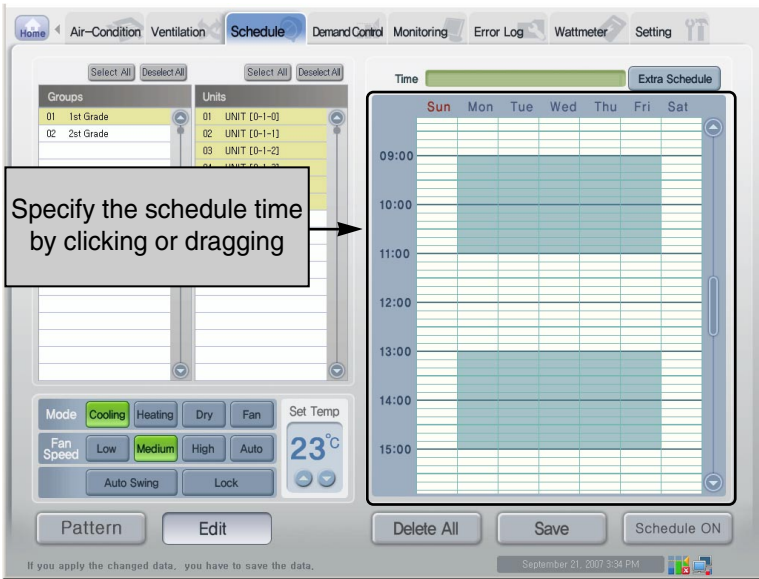 Home Air-Condition Ventilation Schedule Demand Control Monitoring Error Log Wattmeter Setting
Select All Deselect All Select All Deselect All
Groups Units
01 1st Grade 01 UNIT [0-1-0]
02 2st Grade 02 UNIT [0-1-1]
03 UNIT [0-1-2]
Specify the schedule time
by clicking or dragging
Mode Cooling Heating Dry Fan
Fan Speed Low Medium High Auto
Auto Swing Lock
Set Temp
23°C
Pattern Edit
Time Extra Schedule
Sun Mon Tue Wed Thu Fri Sat
09:00
10:00
11:00
12:00
13:00
14:00
15:00
Delete All Save Schedule ON
If you apply the changed data, you have to save the data.
September 21, 2007 3:34 PM